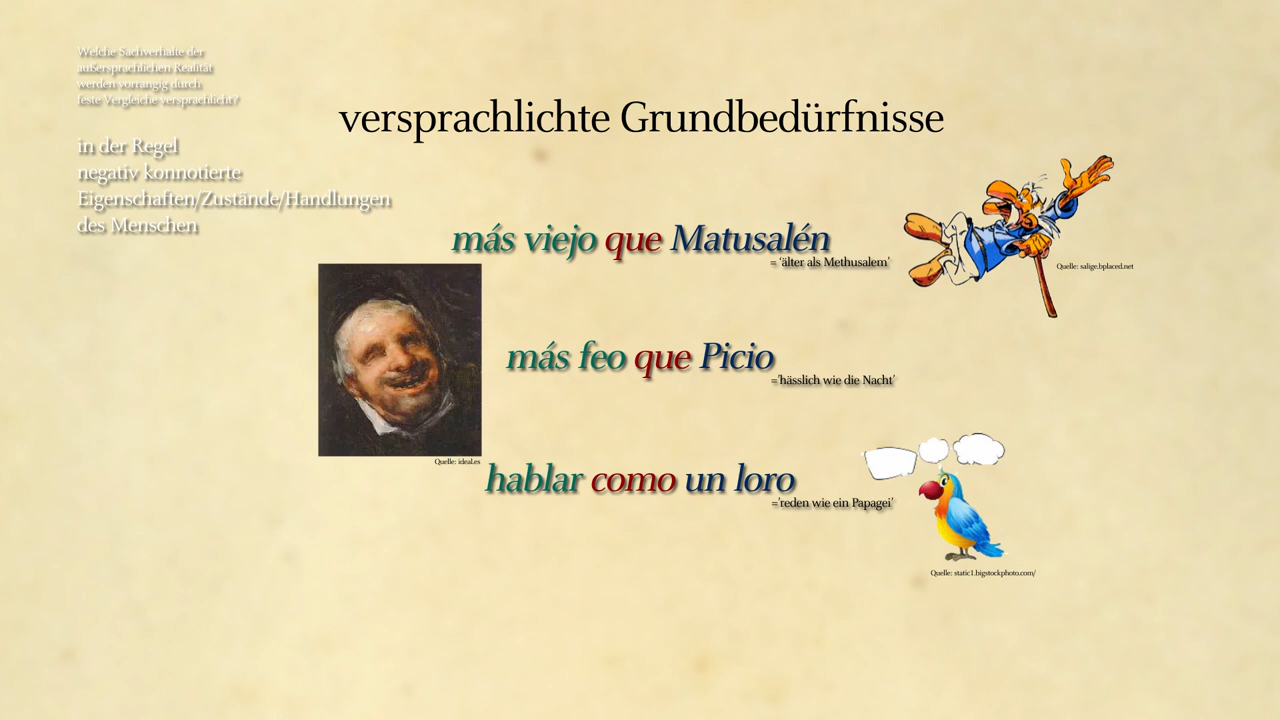 Welche Sachverhalte der
außersprachlichen Realität
werden vorrangig durch
feste Vergleiche versprachlicht?
in der Regel
negativ konnotierte
Eigenschaften/Zustände/Handlungen
des Menschen
versprachlichte Grundbedürfnisse
más viejo que Matusalén
= 'älter als Methusalem'
Quelle: salige.bplaced.net
más feo que Picio
='hässlich wie die Nacht'
Quelle: ideal.es
hablar como un loro
='reden wie ein Papagei'
Quelle: static1.bigstockphoto.com/